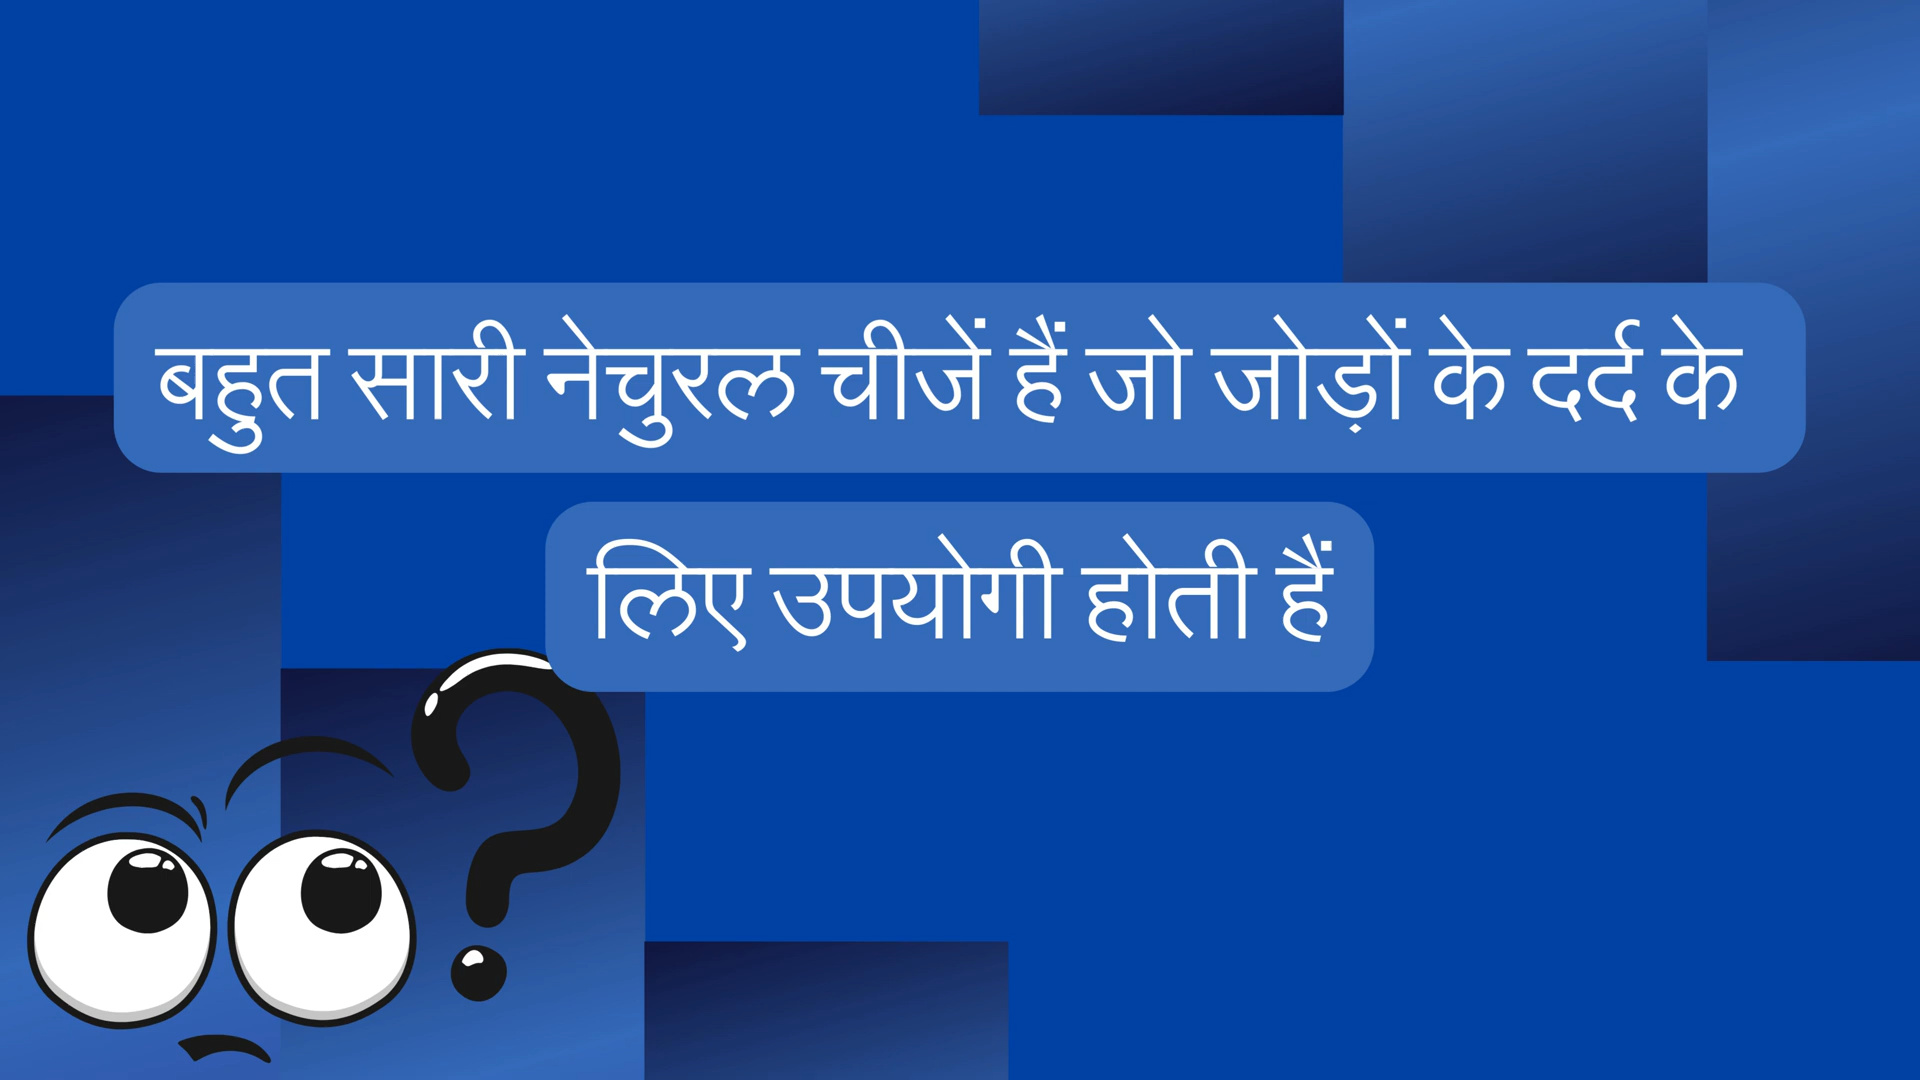 बहुत सारी नेचुरल चीजें हैं जो जोड़ों के दर्द के
लिए उपयोगी होती हैं
?